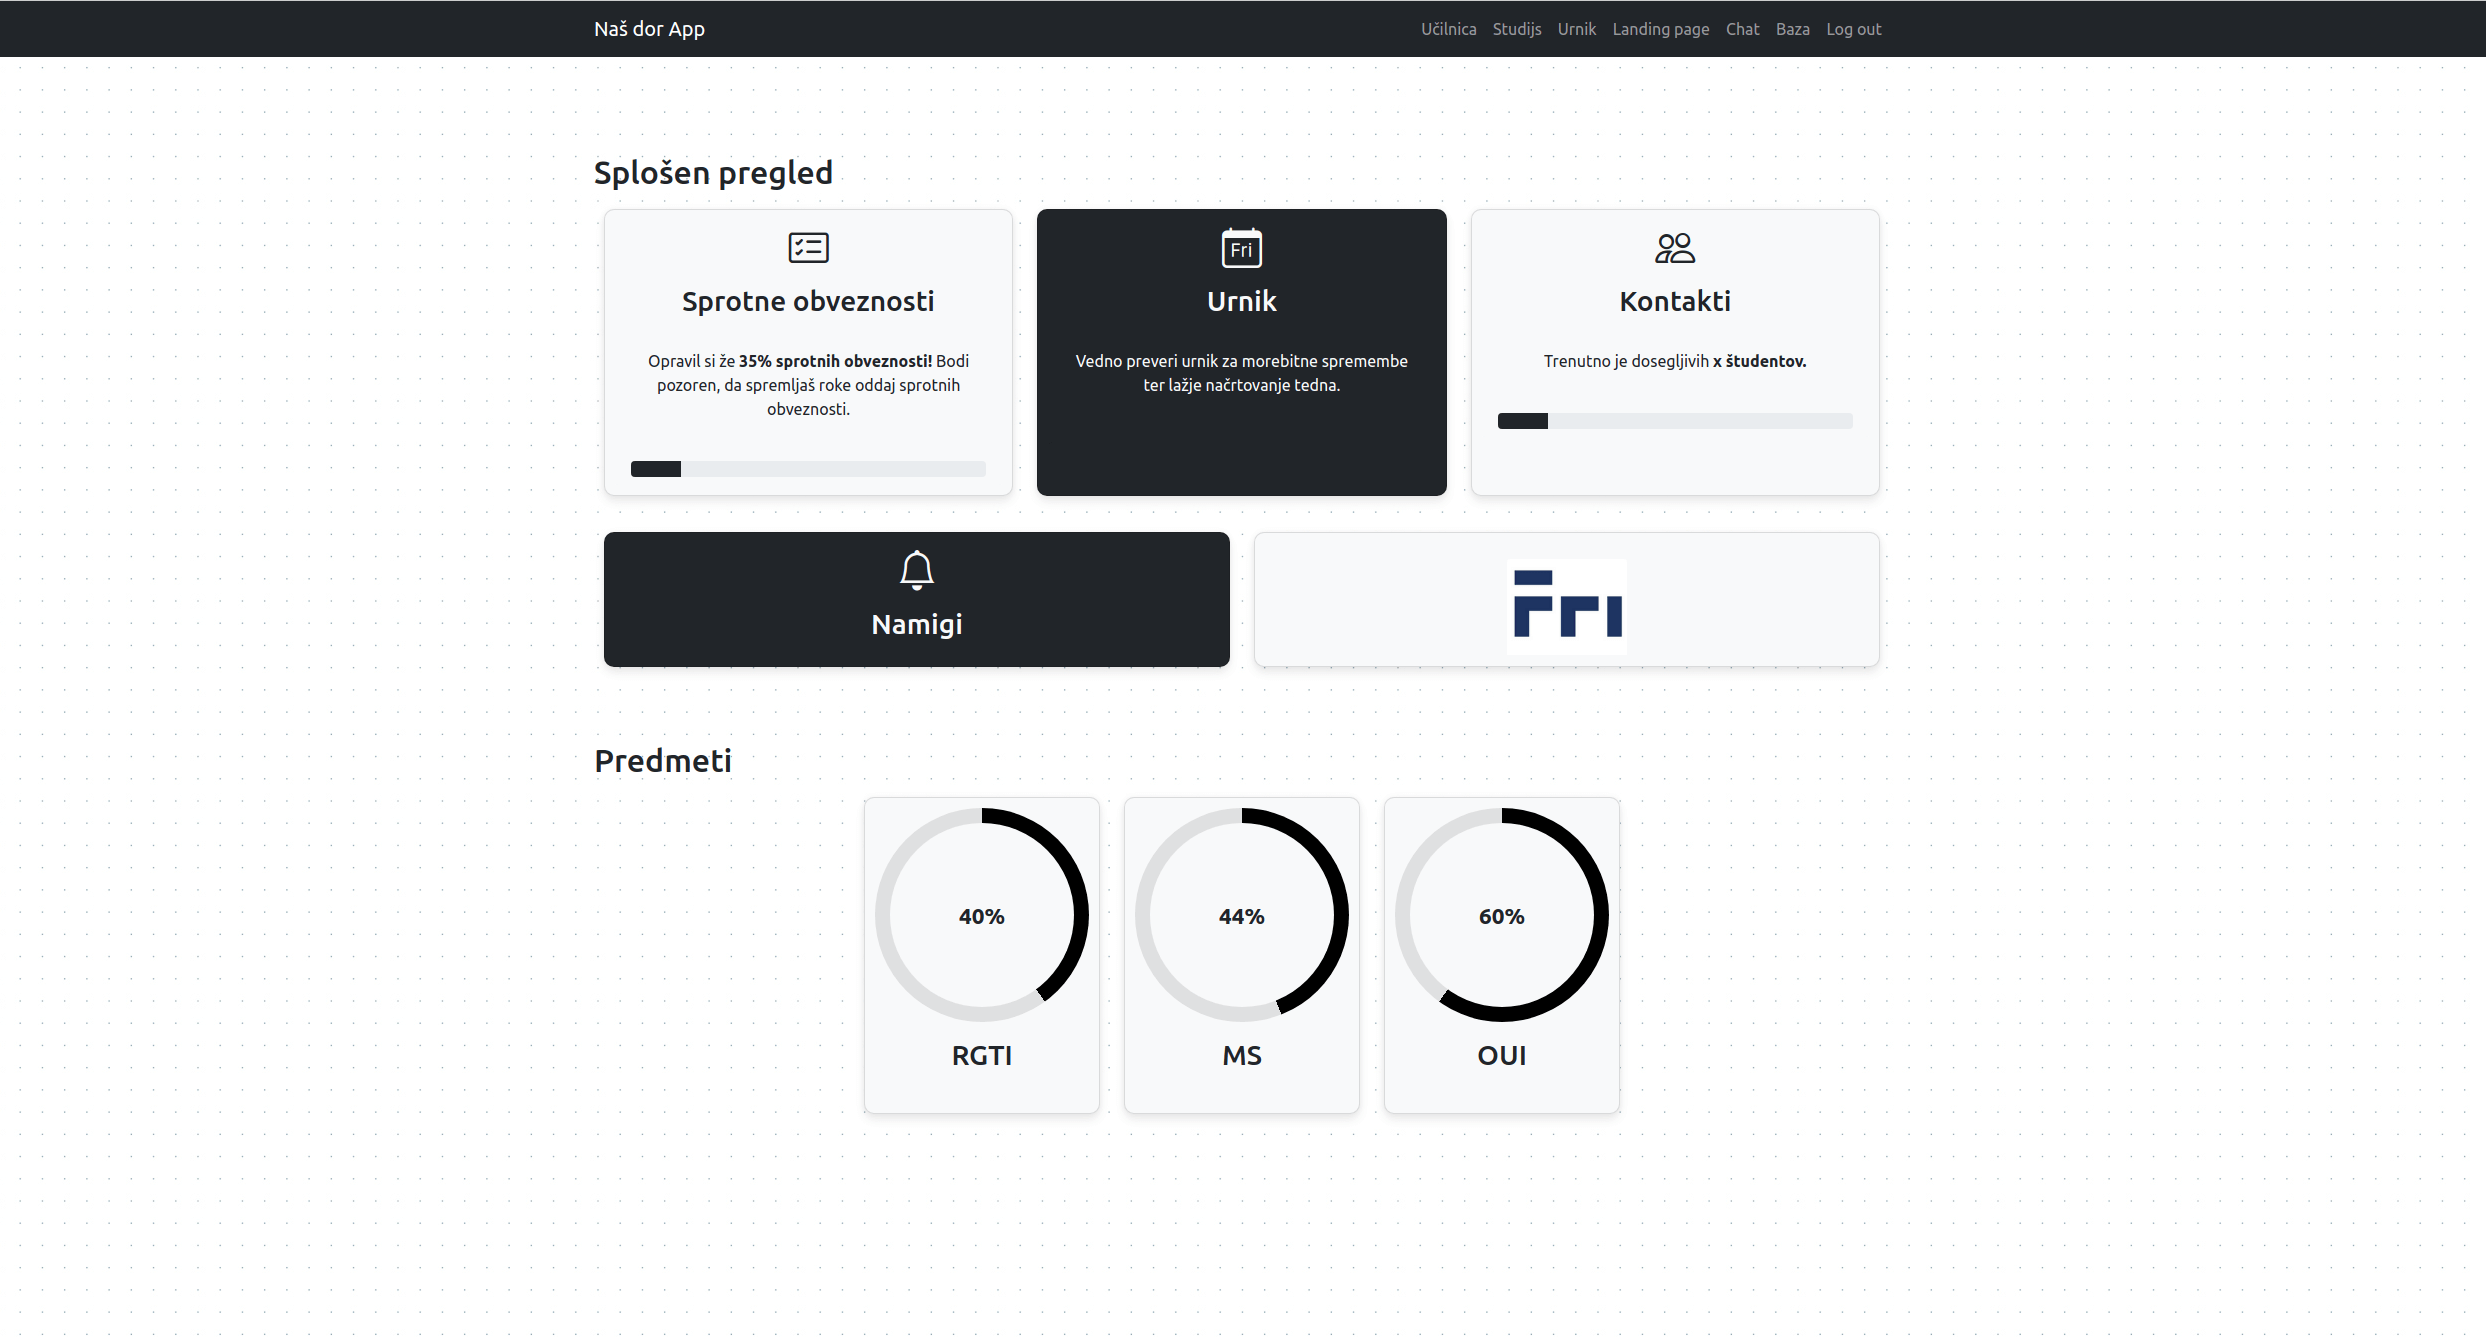 Naš dor App
Učilnica Studijs Urnik Landing page Chat Baza Log out
Splošen pregled
Sprotne obveznosti
Opravil si že 35% sprotnih obveznosti! Bodi
pozoren, da spremljaš roke oddaj sprotnih
obveznosti.
Fri
Urnik
Vedno preveri urnik za morebitne spremembe
ter lažje načrtovanje tedna.
Kontakti
Trenutno je dosegljivih x študentov.
Namigi
Fri
Predmeti
40%
RGTI
44%
MS
60%
OUI